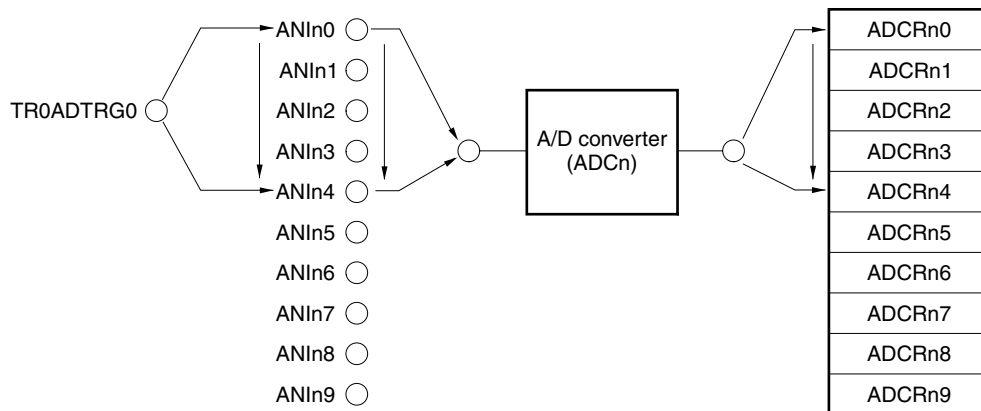 TR0ADTRG0
ANIn0
ANIn1
ANIn2
ANIn3
ANIn4
ANIn5
ANIn6
ANIn7
ANIn8
ANIn9
A/D converter
(ADCn)
ADCRn0
ADCRn1
ADCRn2
ADCRn3
ADCRn4
ADCRn5
ADCRn6
ADCRn7
ADCRn8
ADCRn9